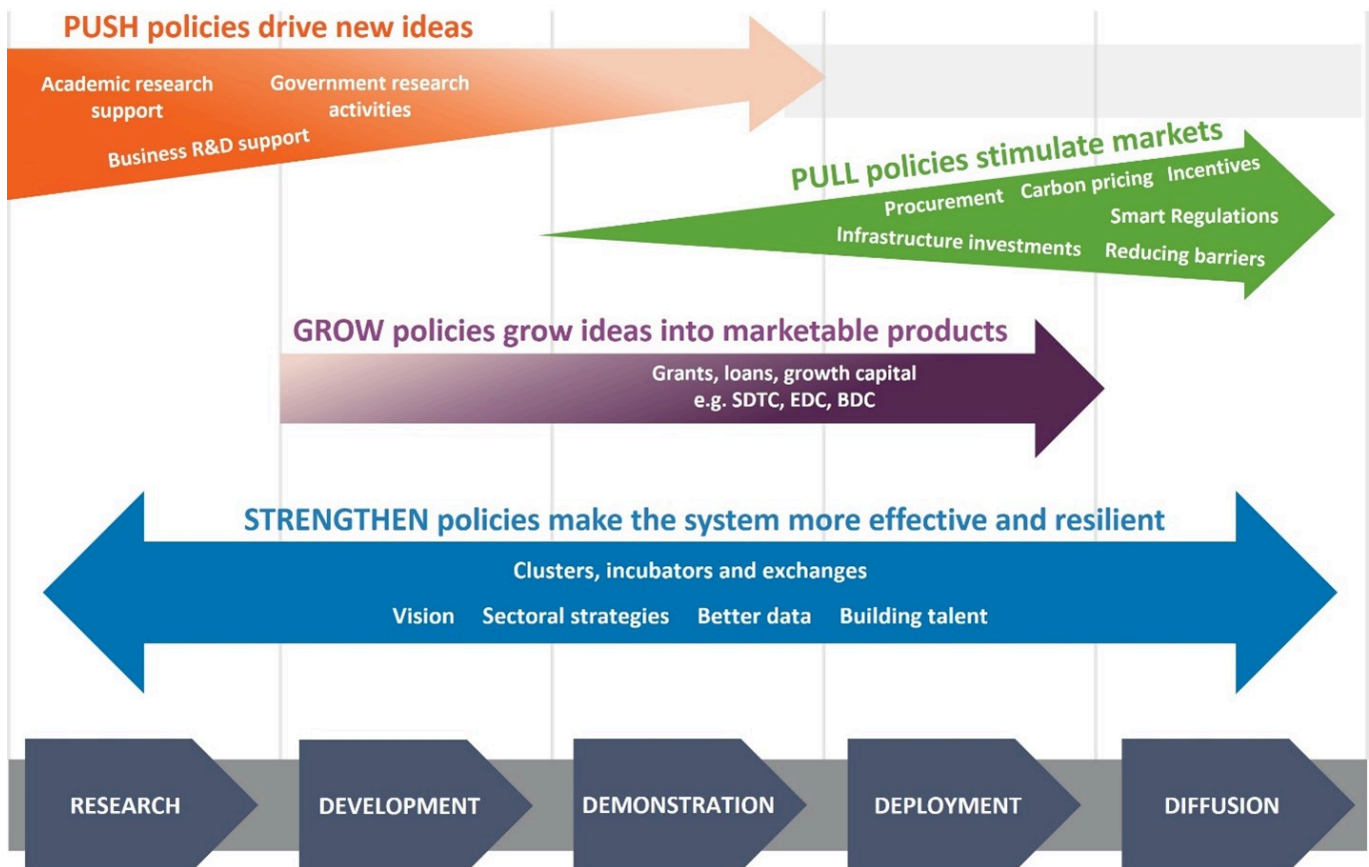 PUSH policies drive new ideas
Academic research
support
Government research
activities
Business R&D support
PULL policies stimulate markets
Procurement
Carbon pricing
Incentives
Smart Regulations
Infrastructure investments
Reducing barriers
GROW policies grow ideas into marketable products
Grants, loans, growth capital
e.g. SDTC, EDC, BDC
STRENGTHEN policies make the system more effective and resilient
Clusters, incubators and exchanges
Vision
Sectoral strategies
Better data
Building talent
RESEARCH
DEVELOPMENT
DEMONSTRATION
DEPLOYMENT
DIFFUSION